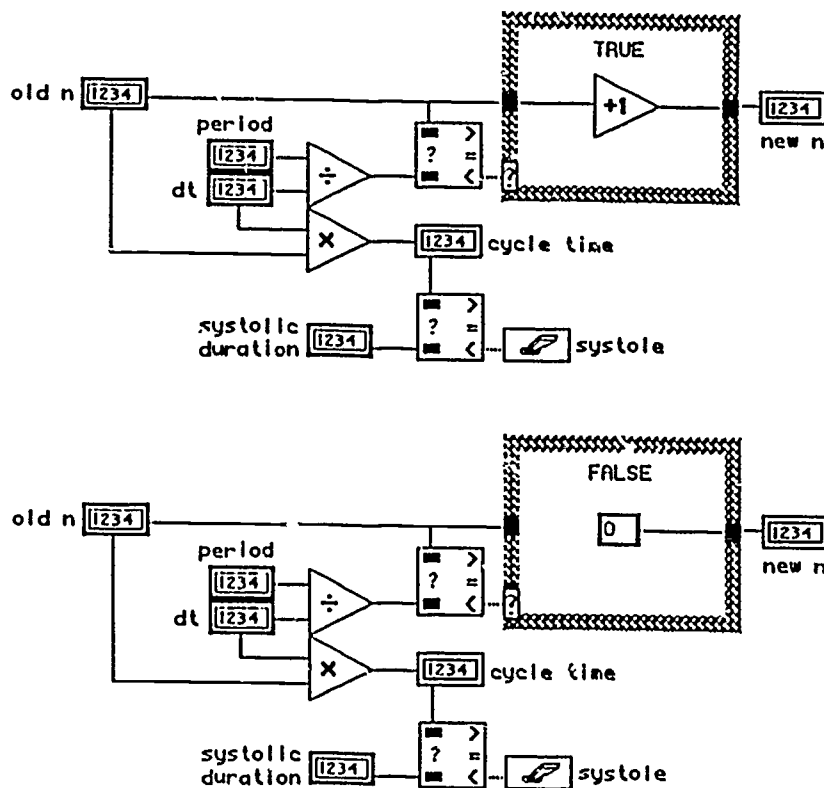 TRUE
old n 1234
+1
1234
new n
period
1234
>
? =
<
?
dt 1234
÷
×
1234 cycle time
>
? =
<
systolic
duration 1234
systole
FALSE
old n 1234
0
1234
new n
period
1234
>
? =
<
?
dt 1234
÷
×
1234 cycle time
>
? =
<
systolic
duration 1234
systole